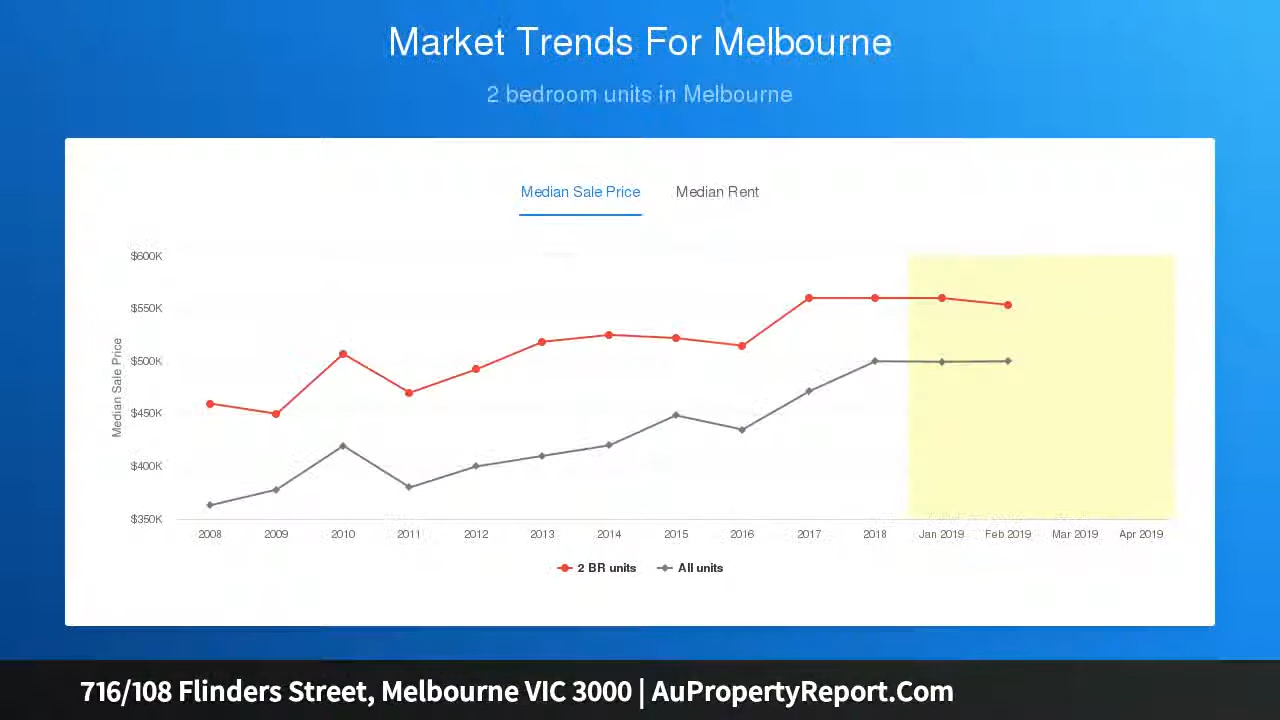 Market Trends For Melbourne
2 bedroom units in Melbourne
Median Sale Price Median Rent
$600K
$550K
$500K
$450K
$400K
$350K
Median Sale Price
2008 2009 2010 2011 2012 2013 2014 2015 2016 2017 2018 Jan 2019 Feb 2019 Mar 2019 Apr 2019
2 BR units All units
716/108 Flinders Street, Melbourne VIC 3000 | AuPropertyReport.Com